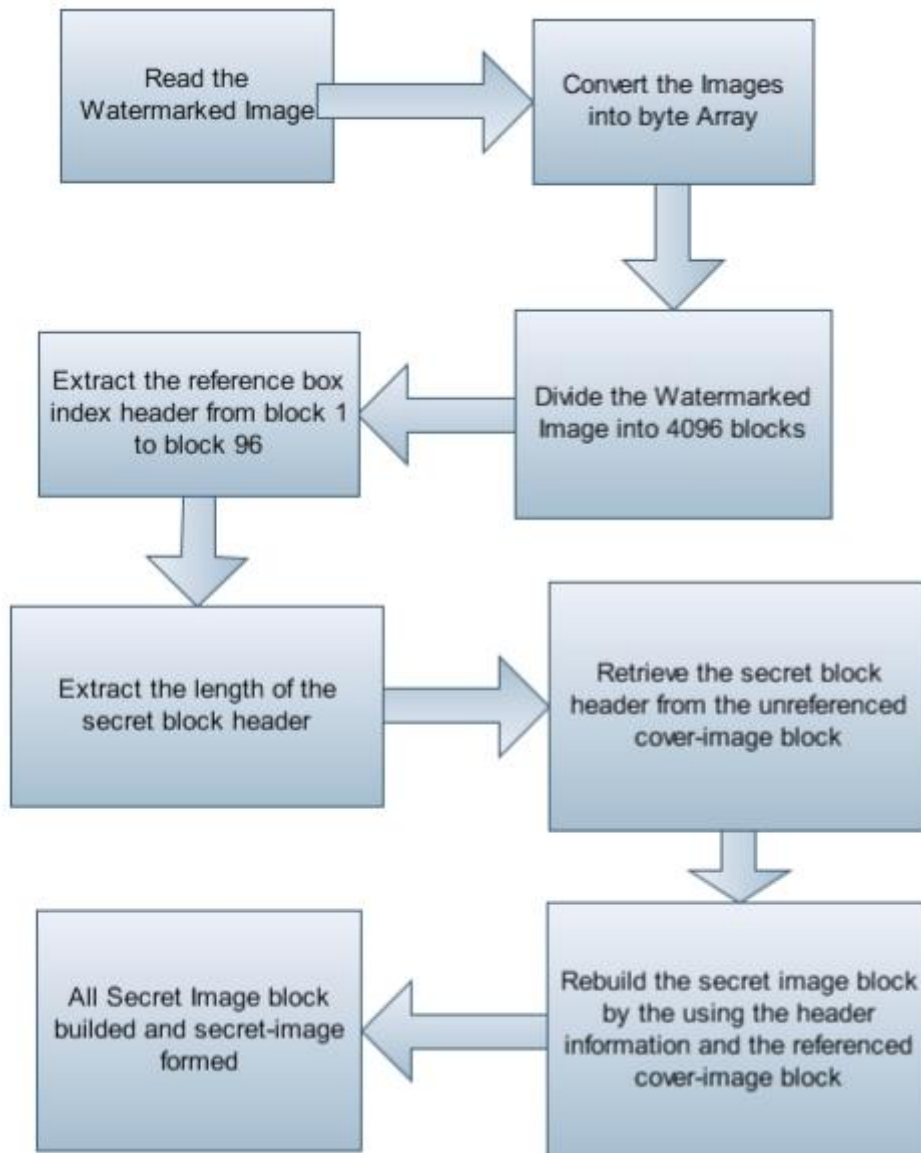 Read the
Watermarked Image
Convert the Images
into byte Array
Divide the Watermarked
Image into 4096 blocks
Extract the reference box
index header from block 1
to block 96
Extract the length of the
secret block header
Retrieve the secret block
header from the unreferenced
cover-image block
Rebuild the secret image block
by the using the header
information and the referenced
cover-image block
All Secret Image block
builded and secret-image
formed